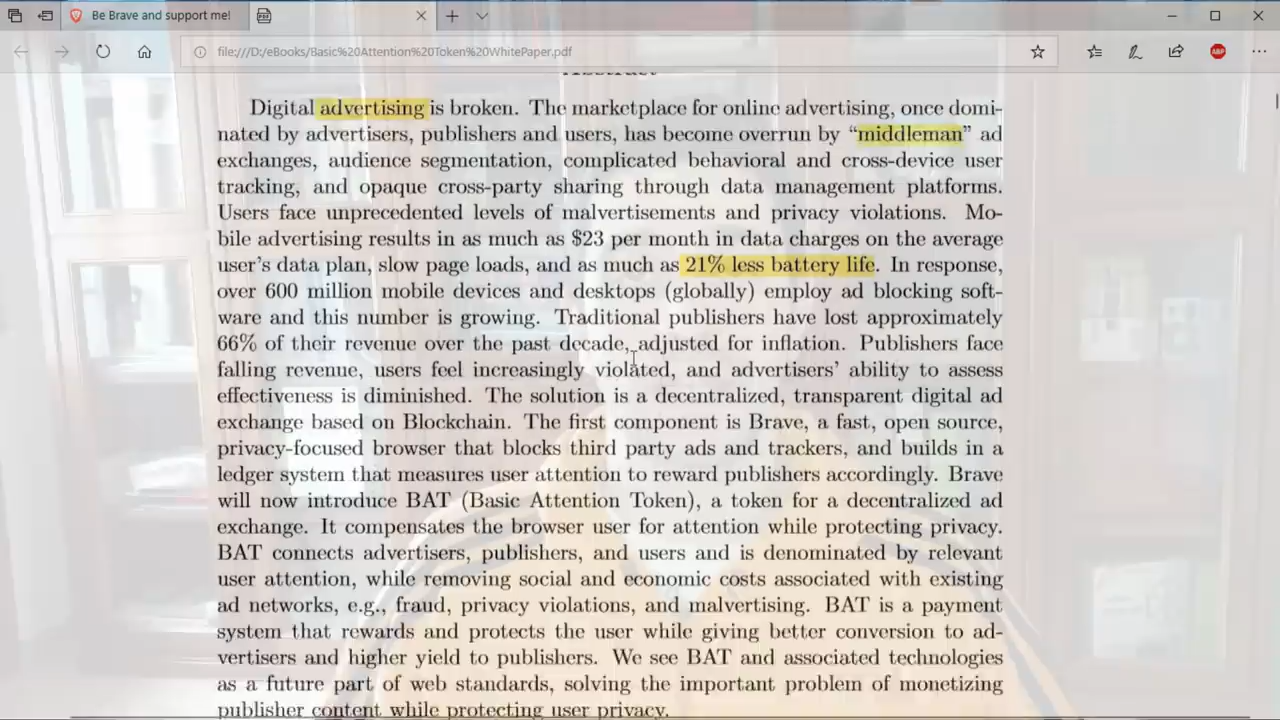 Be Brave and support me!
file:///D:/eBooks/Basic%20Attention%20Token%20WhitePaper.pdf
ABP
Abstract
Digital advertising is broken. The marketplace for online advertising, once domi-
nated by advertisers, publishers and users, has become overrun by “middleman” ad
exchanges, audience segmentation, complicated behavioral and cross-device user
tracking, and opaque cross-party sharing through data management platforms.
Users face unprecedented levels of malvertisements and privacy violations. Mo-
bile advertising results in as much as $23 per month in data charges on the average
user’s data plan, slow page loads, and as much as 21% less battery life. In response,
over 600 million mobile devices and desktops (globally) employ ad blocking soft-
ware and this number is growing. Traditional publishers have lost approximately
66% of their revenue over the past decade, adjusted for inflation. Publishers face
falling revenue, users feel increasingly violated, and advertisers’ ability to assess
effectiveness is diminished. The solution is a decentralized, transparent digital ad
exchange based on Blockchain. The first component is Brave, a fast, open source,
privacy-focused browser that blocks third party ads and trackers, and builds in a
ledger system that measures user attention to reward publishers accordingly. Brave
will now introduce BAT (Basic Attention Token), a token for a decentralized ad
exchange. It compensates the browser user for attention while protecting privacy.
BAT connects advertisers, publishers, and users and is denominated by relevant
user attention, while removing social and economic costs associated with existing
ad networks, e.g., fraud, privacy violations, and malvertising. BAT is a payment
system that rewards and protects the user while giving better conversion to ad-
vertisers and higher yield to publishers. We see BAT and associated technologies
as a future part of web standards, solving the important problem of monetizing
publisher content while protecting user privacy.